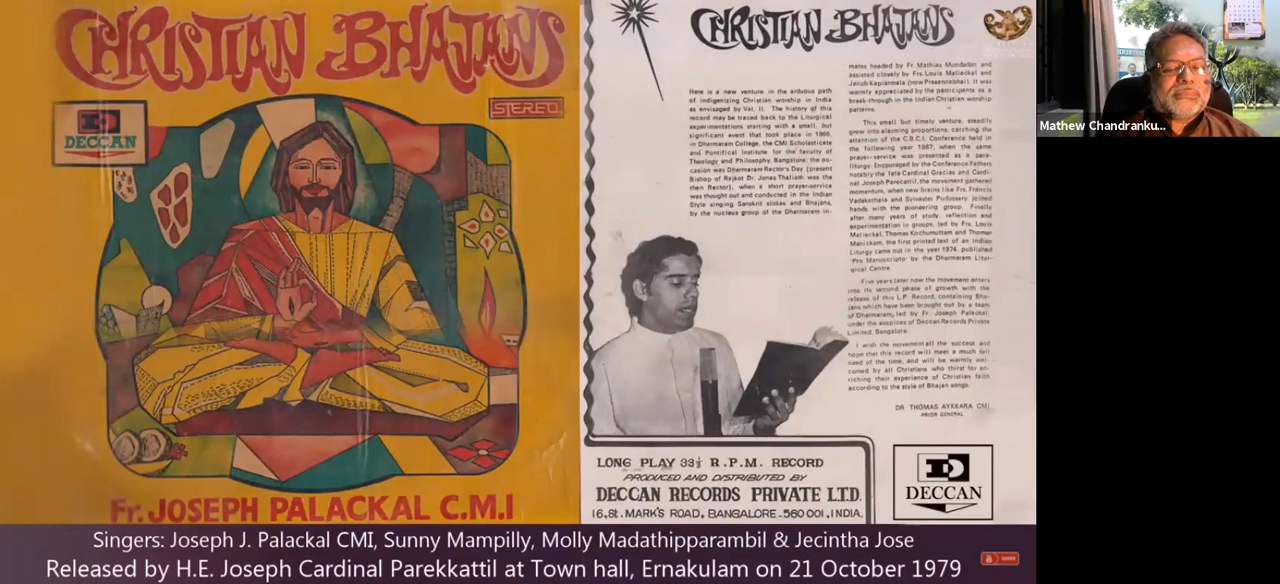 CHRISTIAN BHAJANS
DECCAN
STEREO
Fr. JOSEPH PALACKAL C.M.I
CHRISTIAN BHAJANS
Here is a new venture in the arduous path
of indigenizing Christian worship in India
as envisaged by Vat. II. The history of this
record may be traced back to the Liturgical
experimentations starting with a small, but
significant event that took place in 1966,
in Dharmaram College, the CMI Scholasticate
and Pontifical Institute for the faculty of
Theology and Philosophy, Bangalore: the oc-
casion was Dharmaram Rector's Day (present
Bishop of Rajkot Dr. Jonas Thaliath was the
then Rector), when a short prayer-service
was thought out and conducted in the Indian
Style singing Sanskrit slokas and Bhajans,
by the nucleus group of the Dharmaram in-
mates headed by Fr. Mathias Mundadan and
assisted closely by Frs. Louis Malieckal and
Jacob (now Prasannabhai). It was
warmly appreciated by the participants as a
break-through in the Indian Christian worship
patterns.
This small but timely venture, steadily
grew into alarming proportions, catching the
attention of the C.B.C.I. Conference held in
the following year 1967, when the same
prayer-service was presented as a para-
liturgy. Encouraged by the Conference Fathers
notably the late Cardinal Gracias and Cardi-
nal Joseph Parecattil, the movement gathered
momentum, when new brains like Frs. Francis
Vadakethala and Sylvester Pudussery joined
hands with the pioneering group. Finally
after many years of study, reflection and
experimentation in groups, led by Frs. Louis
Malieckal, Thomas Kochumuttam and Thomas
Manickam, the first printed text of an Indian
Liturgy came out in the year 1974, published
'Pro Manuscripto' by the Dharmaram Litur-
gical Centre.
Five years later now the movement enters
into its second phase of growth with the
release of this L.P. Record, containing Bha-
jans which have been brought out by a team
of Dharmaram, led by Fr. Joseph Palackal,
under the auspices of Deccan Records Private
Limited, Bangalore.
I wish the movement all the success and
hope that this record will meet a much felt
need of the time, and will be warmly wel-
comed by all Christians who thirst for en-
riching their experience of Christian faith
according to the style of Bhajan songs.
DR. THOMAS AYKKARA CMI
PRIOR GENERAL
LONG PLAY 33⅓ R.P.M. RECORD
PRODUCED AND DISTRIBUTED BY
DECCAN RECORDS PRIVATE LTD.
16, St. MARK'S ROAD, BANGALORE-560 001, INDIA.
DECCAN
Singers: Joseph J. Palackal CMI, Sunny Mampilly, Molly Madathipparambil & Jecintha Jose
Released by H.E. Joseph Cardinal Parekkattil at Town hall, Ernakulam on 21 October 1979
Mathew Chandranku...